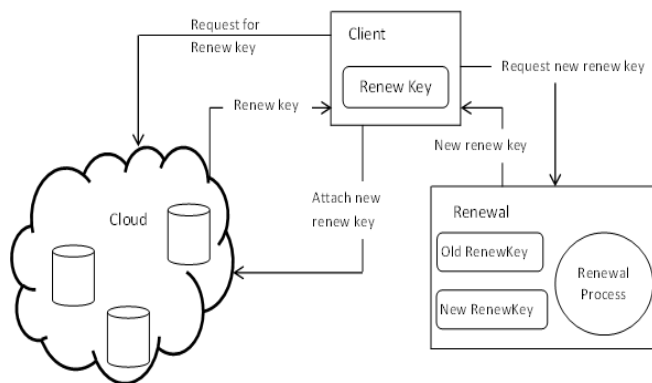 Request for
Renew key
Client
Renew Key
Request new renew key
Renew key
New renew key
Attach new
renew key
Cloud
Renewal
Old RenewKey
New RenewKey
Renewal
Process